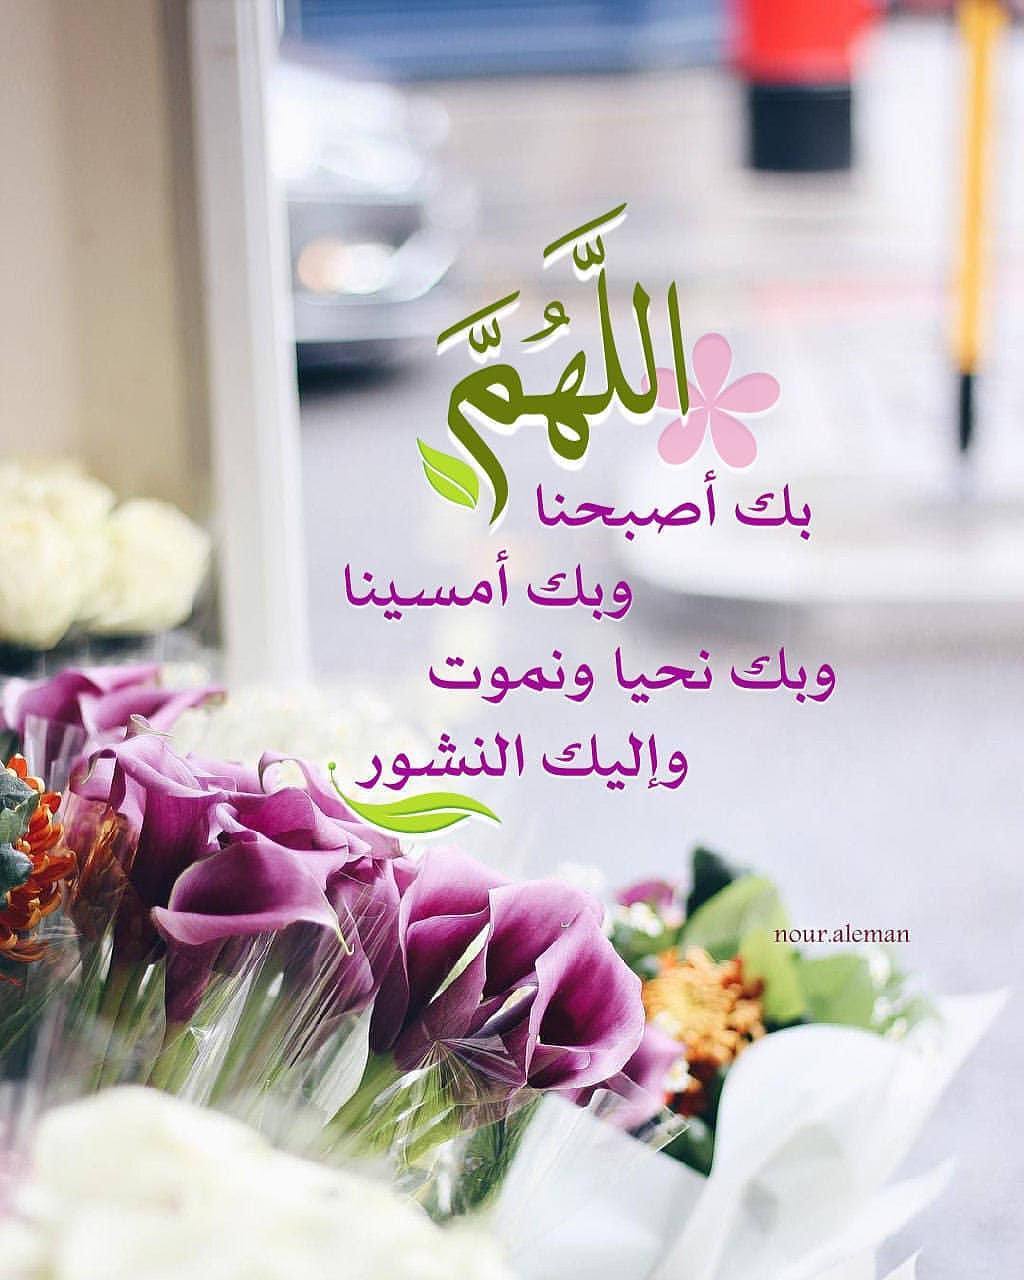 اللَّهُمَّ
بك أصبحنا
وبك أمسينا
وبك نحيا ونموت
وإليك النشور
nour.aleman